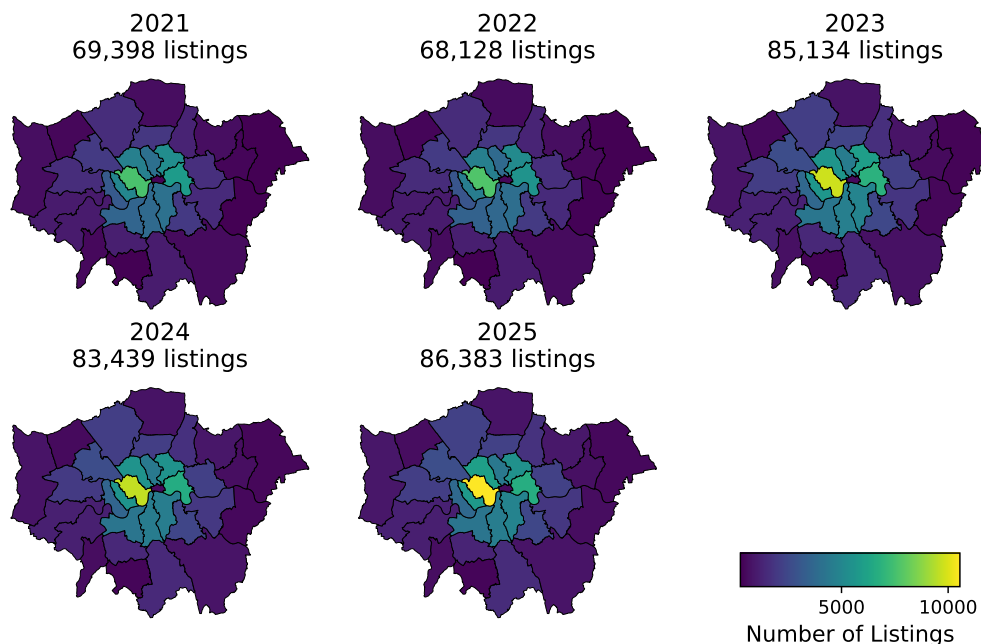 2021
69,398 listings
2022
68,128 listings
2023
85,134 listings
2024
83,439 listings
2025
86,383 listings
5000
10000
Number of Listings